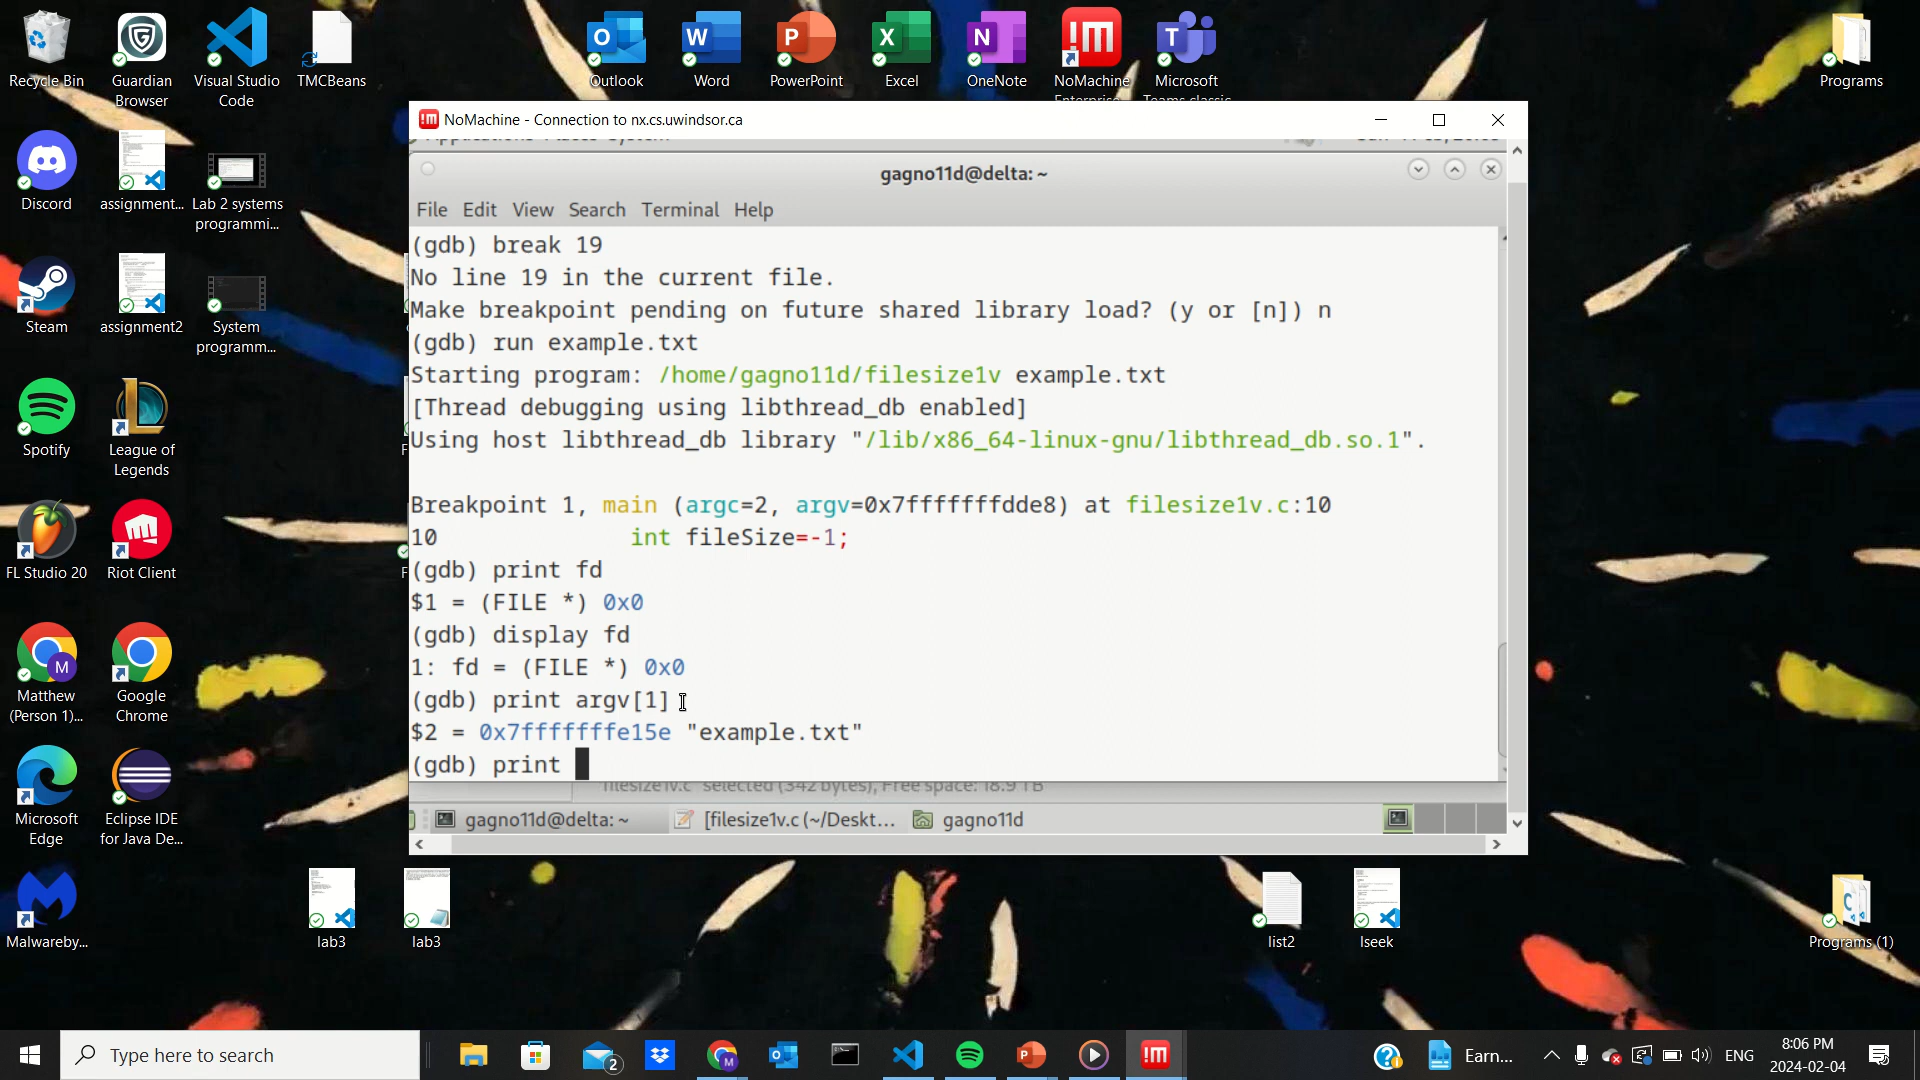 Recycle Bin
Guardian
Browser
Visual Studio
Code
TMCBeans
Outlook
Word
PowerPoint
Excel
OneNote
NoMachine
Microsoft
Programs
Discord
assignment...
Lab 2 systems
programmi...
Steam
assignment2
System
programm...
Spotify
League of
Legends
FL Studio 20
Riot Client
Matthew
(Person 1)...
Google
Chrome
Microsoft
Edge
Eclipse IDE
for Java De...
Malwareby...
lab3
lab3
list2
lseek
Programs (1)
NoMachine - Connection to nx.cs.uwindsor.ca
gagno11d@delta: ~
File Edit View Search Terminal Help
(gdb) break 19
No line 19 in the current file.
Make breakpoint pending on future shared library load? (y or [n]) n
(gdb) run example.txt
Starting program: /home/gagno11d/filesize1v example.txt
[Thread debugging using libthread_db enabled]
Using host libthread_db library "/lib/x86_64-linux-gnu/libthread_db.so.1".
Breakpoint 1, main (argc=2, argv=0x7fffffffdde8) at filesize1v.c:10
10 int fileSize=-1;
(gdb) print fd
$1 = (FILE *) 0x0
(gdb) display fd
1: fd = (FILE *) 0x0
(gdb) print argv[1]
$2 = 0x7fffffffe15e "example.txt"
(gdb) print
gagno11d@delta: ~
[filesize1v.c (~/Deskt...
gagno11d
Type here to search
2
Earn...
ENG
8:06 PM
2024-02-04